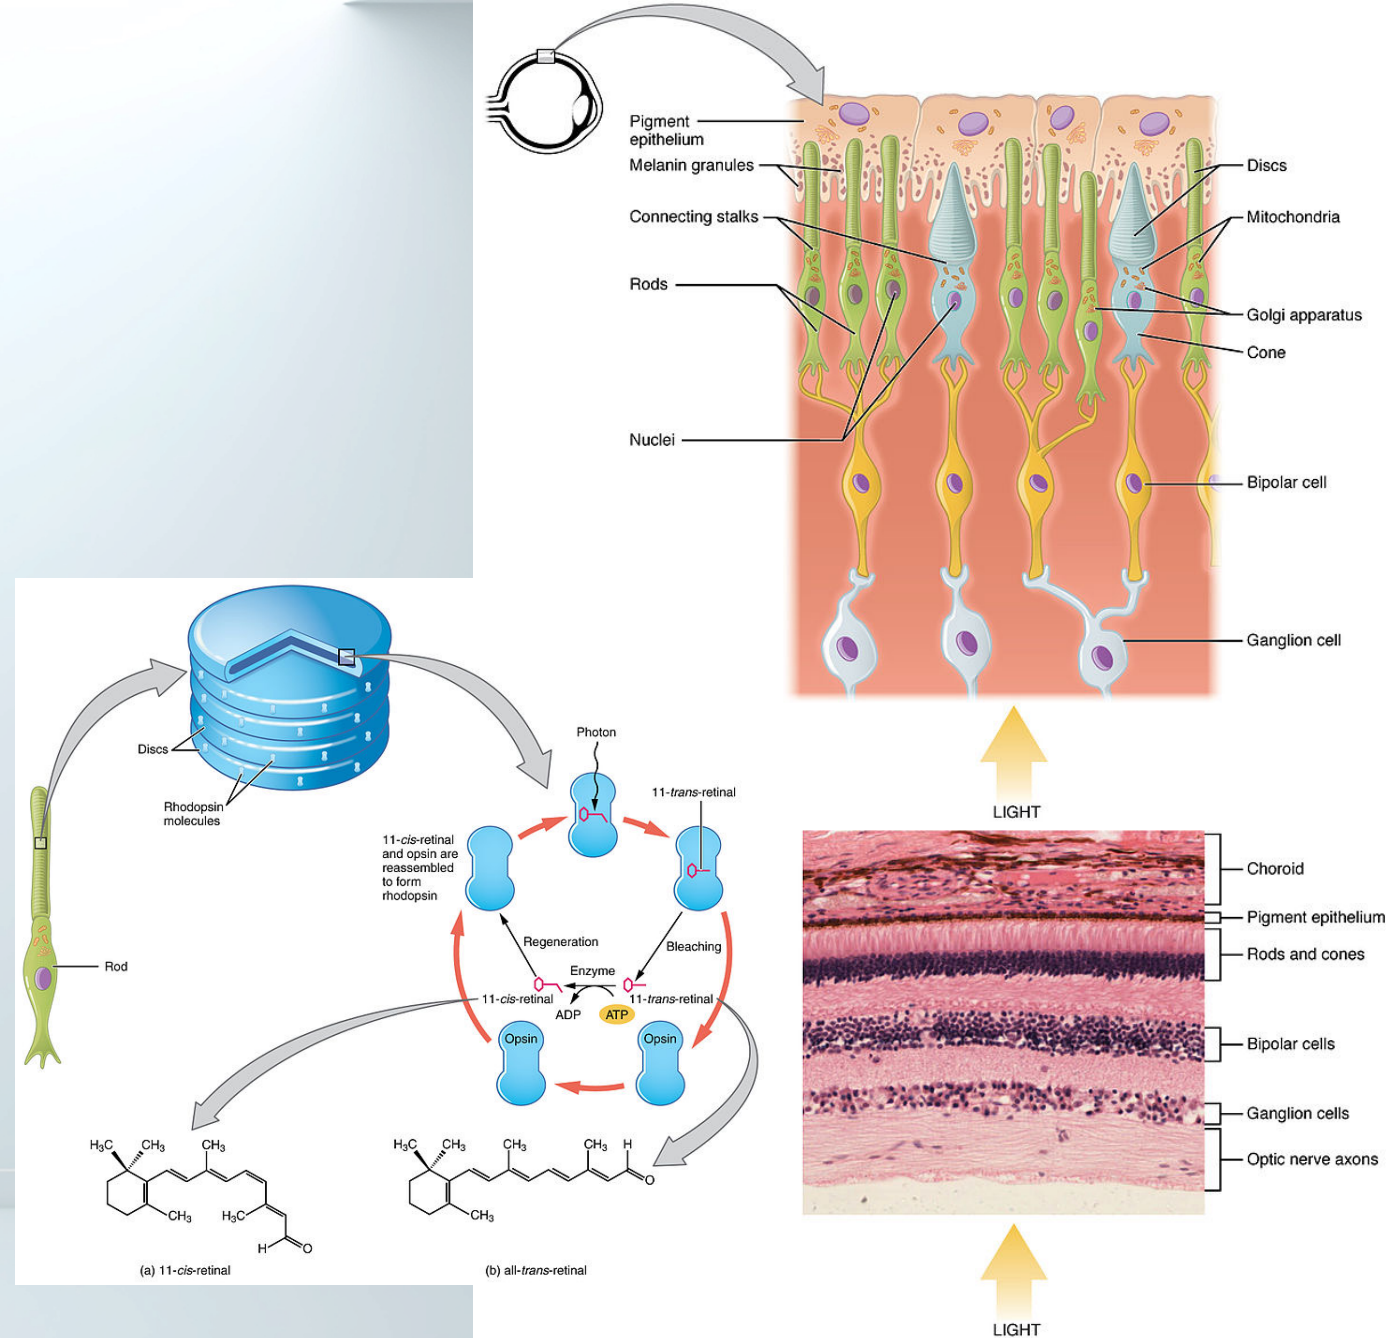 Pigment
epithelium
Melanin granules
Connecting stalks
Rods
Nuclei
Discs
Mitochondria
Golgi apparatus
Cone
Bipolar cell
Ganglion cell
LIGHT
Choroid
Pigment epithelium
Rods and cones
Bipolar cells
Ganglion cells
Optic nerve axons
LIGHT
Discs
Rhodopsin
molecules
Rod
Photon
11-trans-retinal
11-cis-retinal
and opsin are
reassembled
to form
rhodopsin
Regeneration
Bleaching
Enzyme
11-cis-retinal
11-trans-retinal
ADP
ATP
Opsin
Opsin
H₃C
CH₃
CH₃
CH₃
H₃C
H
O
(a) 11-cis-retinal
H₃C
CH₃
CH₃
CH₃
H
O
CH₃
(b) all-trans-retinal